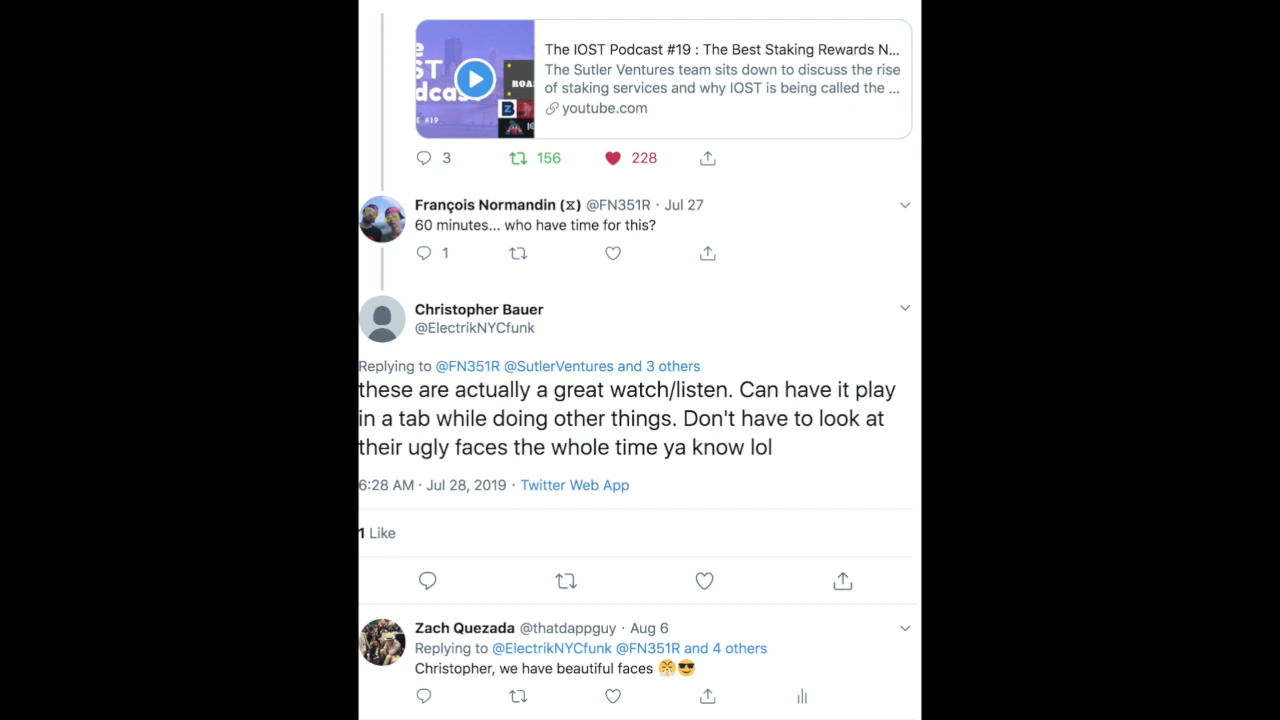 The IOST Podcast #19 : The Best Staking Rewards N...
The Sutler Ventures team sits down to discuss the rise
of staking services and why IOST is being called the ...
youtube.com
3 156 228
François Normandin (⧖) @FN351R · Jul 27
60 minutes... who have time for this?
1
Christopher Bauer
@ElectrikNYCfunk
Replying to @FN351R @SutlerVentures and 3 others
these are actually a great watch/listen. Can have it play
in a tab while doing other things. Don't have to look at
their ugly faces the whole time ya know lol
6:28 AM · Jul 28, 2019 · Twitter Web App
1 Like
Zach Quezada @thatdappguy · Aug 6
Replying to @ElectrikNYCfunk @FN351R and 4 others
Christopher, we have beautiful faces 😤😎